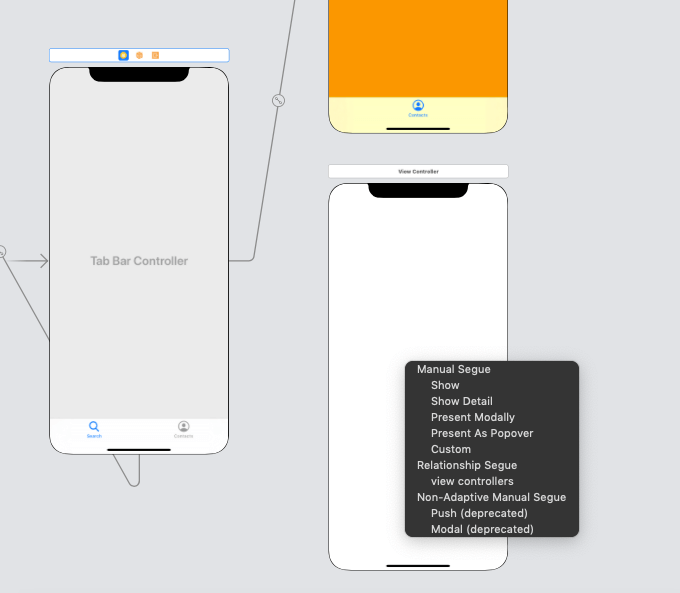 Contacts
View Controller
Tab Bar Controller
Search
Contacts
Manual Segue
Show
Show Detail
Present Modally
Present As Popover
Custom
Relationship Segue
view controllers
Non-Adaptive Manual Segue
Push (deprecated)
Modal (deprecated)